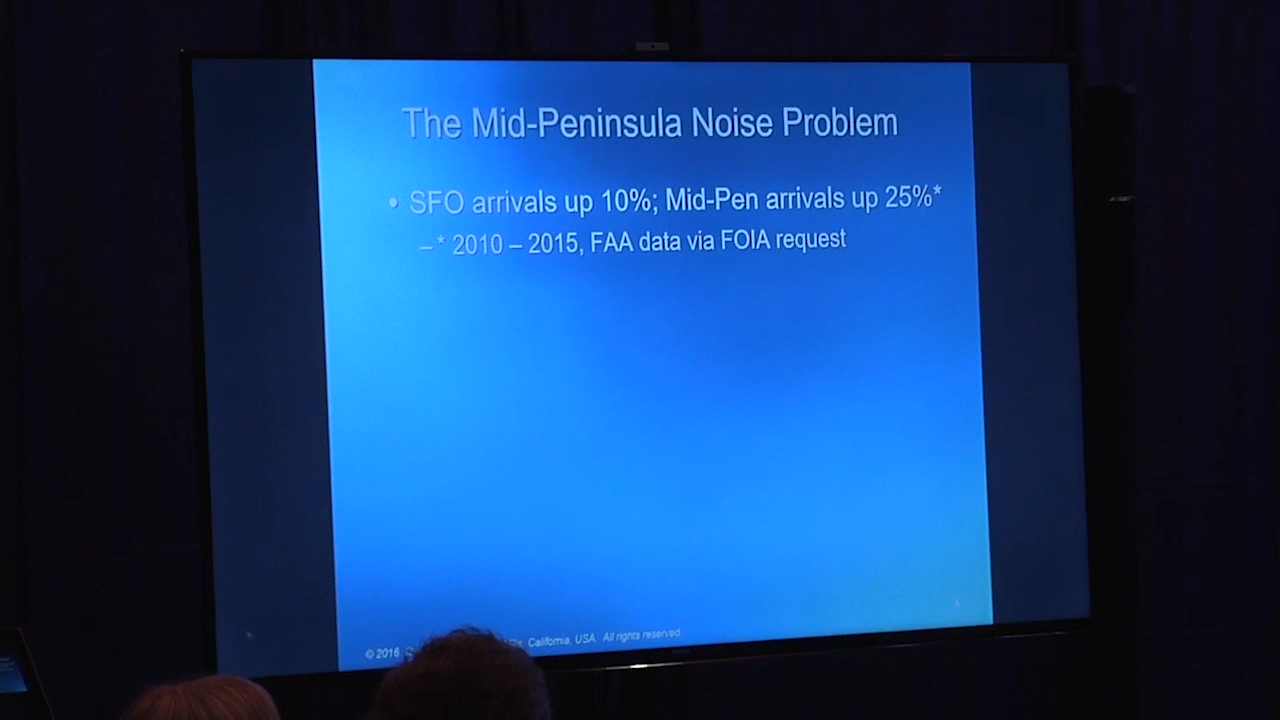 The Mid-Peninsula Noise Problem
• SFO arrivals up 10%; Mid-Pen arrivals up 25%*
–* 2010 – 2015, FAA data via FOIA request
© 2016 California, USA. All rights reserved.